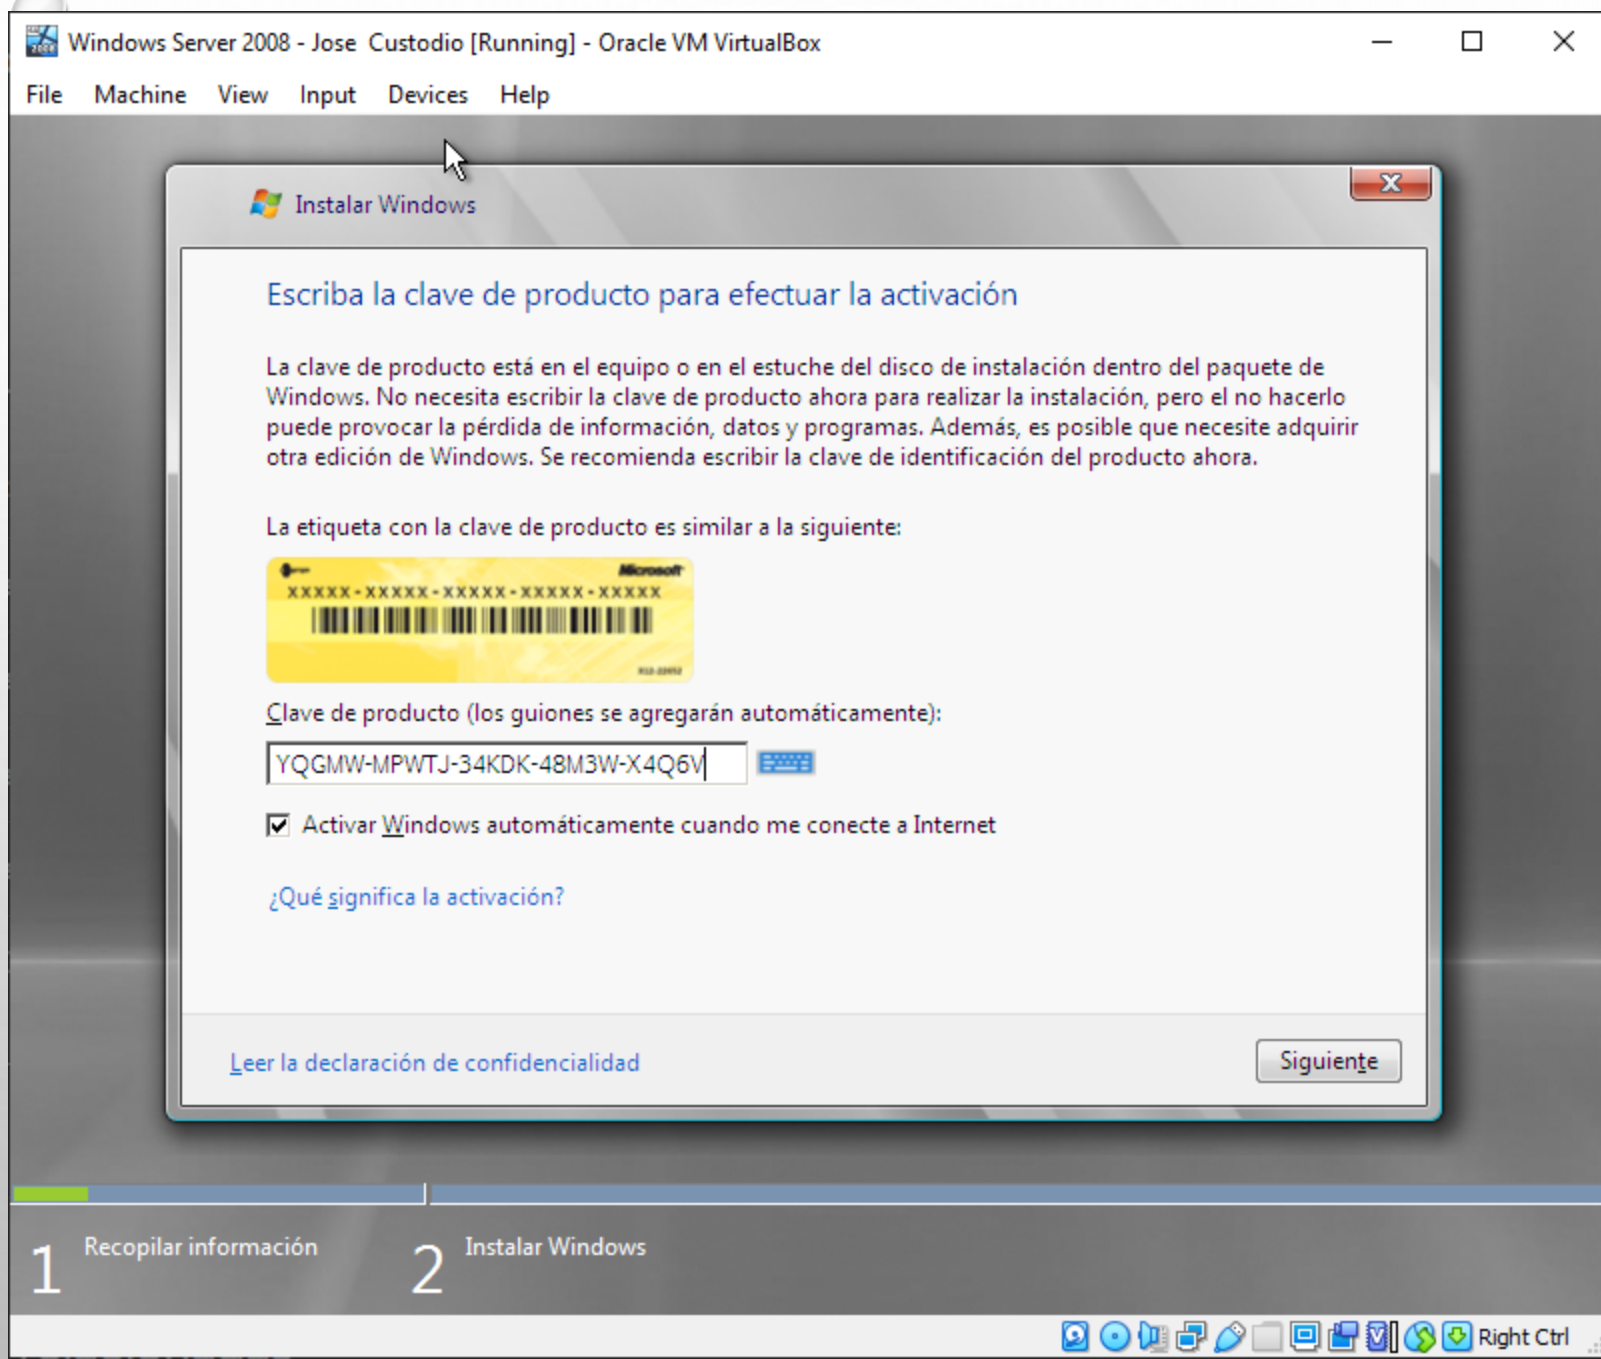 Windows Server 2008 - Jose Custodio [Running] - Oracle VM VirtualBox
File Machine View Input Devices Help
Instalar Windows
Escriba la clave de producto para efectuar la activación
La clave de producto está en el equipo o en el estuche del disco de instalación dentro del paquete de
Windows. No necesita escribir la clave de producto ahora para realizar la instalación, pero el no hacerlo
puede provocar la pérdida de información, datos y programas. Además, es posible que necesite adquirir
otra edición de Windows. Se recomienda escribir la clave de identificación del producto ahora.
La etiqueta con la clave de producto es similar a la siguiente:
Microsoft
XXXXX-XXXXX-XXXXX-XXXXX-XXXXX
Clave de producto (los guiones se agregarán automáticamente):
YQGMW-MPWTJ-34KDK-48M3W-X4Q6V
Activar Windows automáticamente cuando me conecte a Internet
¿Qué significa la activación?
Leer la declaración de confidencialidad
Siguiente
1 Recopilar información
2 Instalar Windows
Right Ctrl